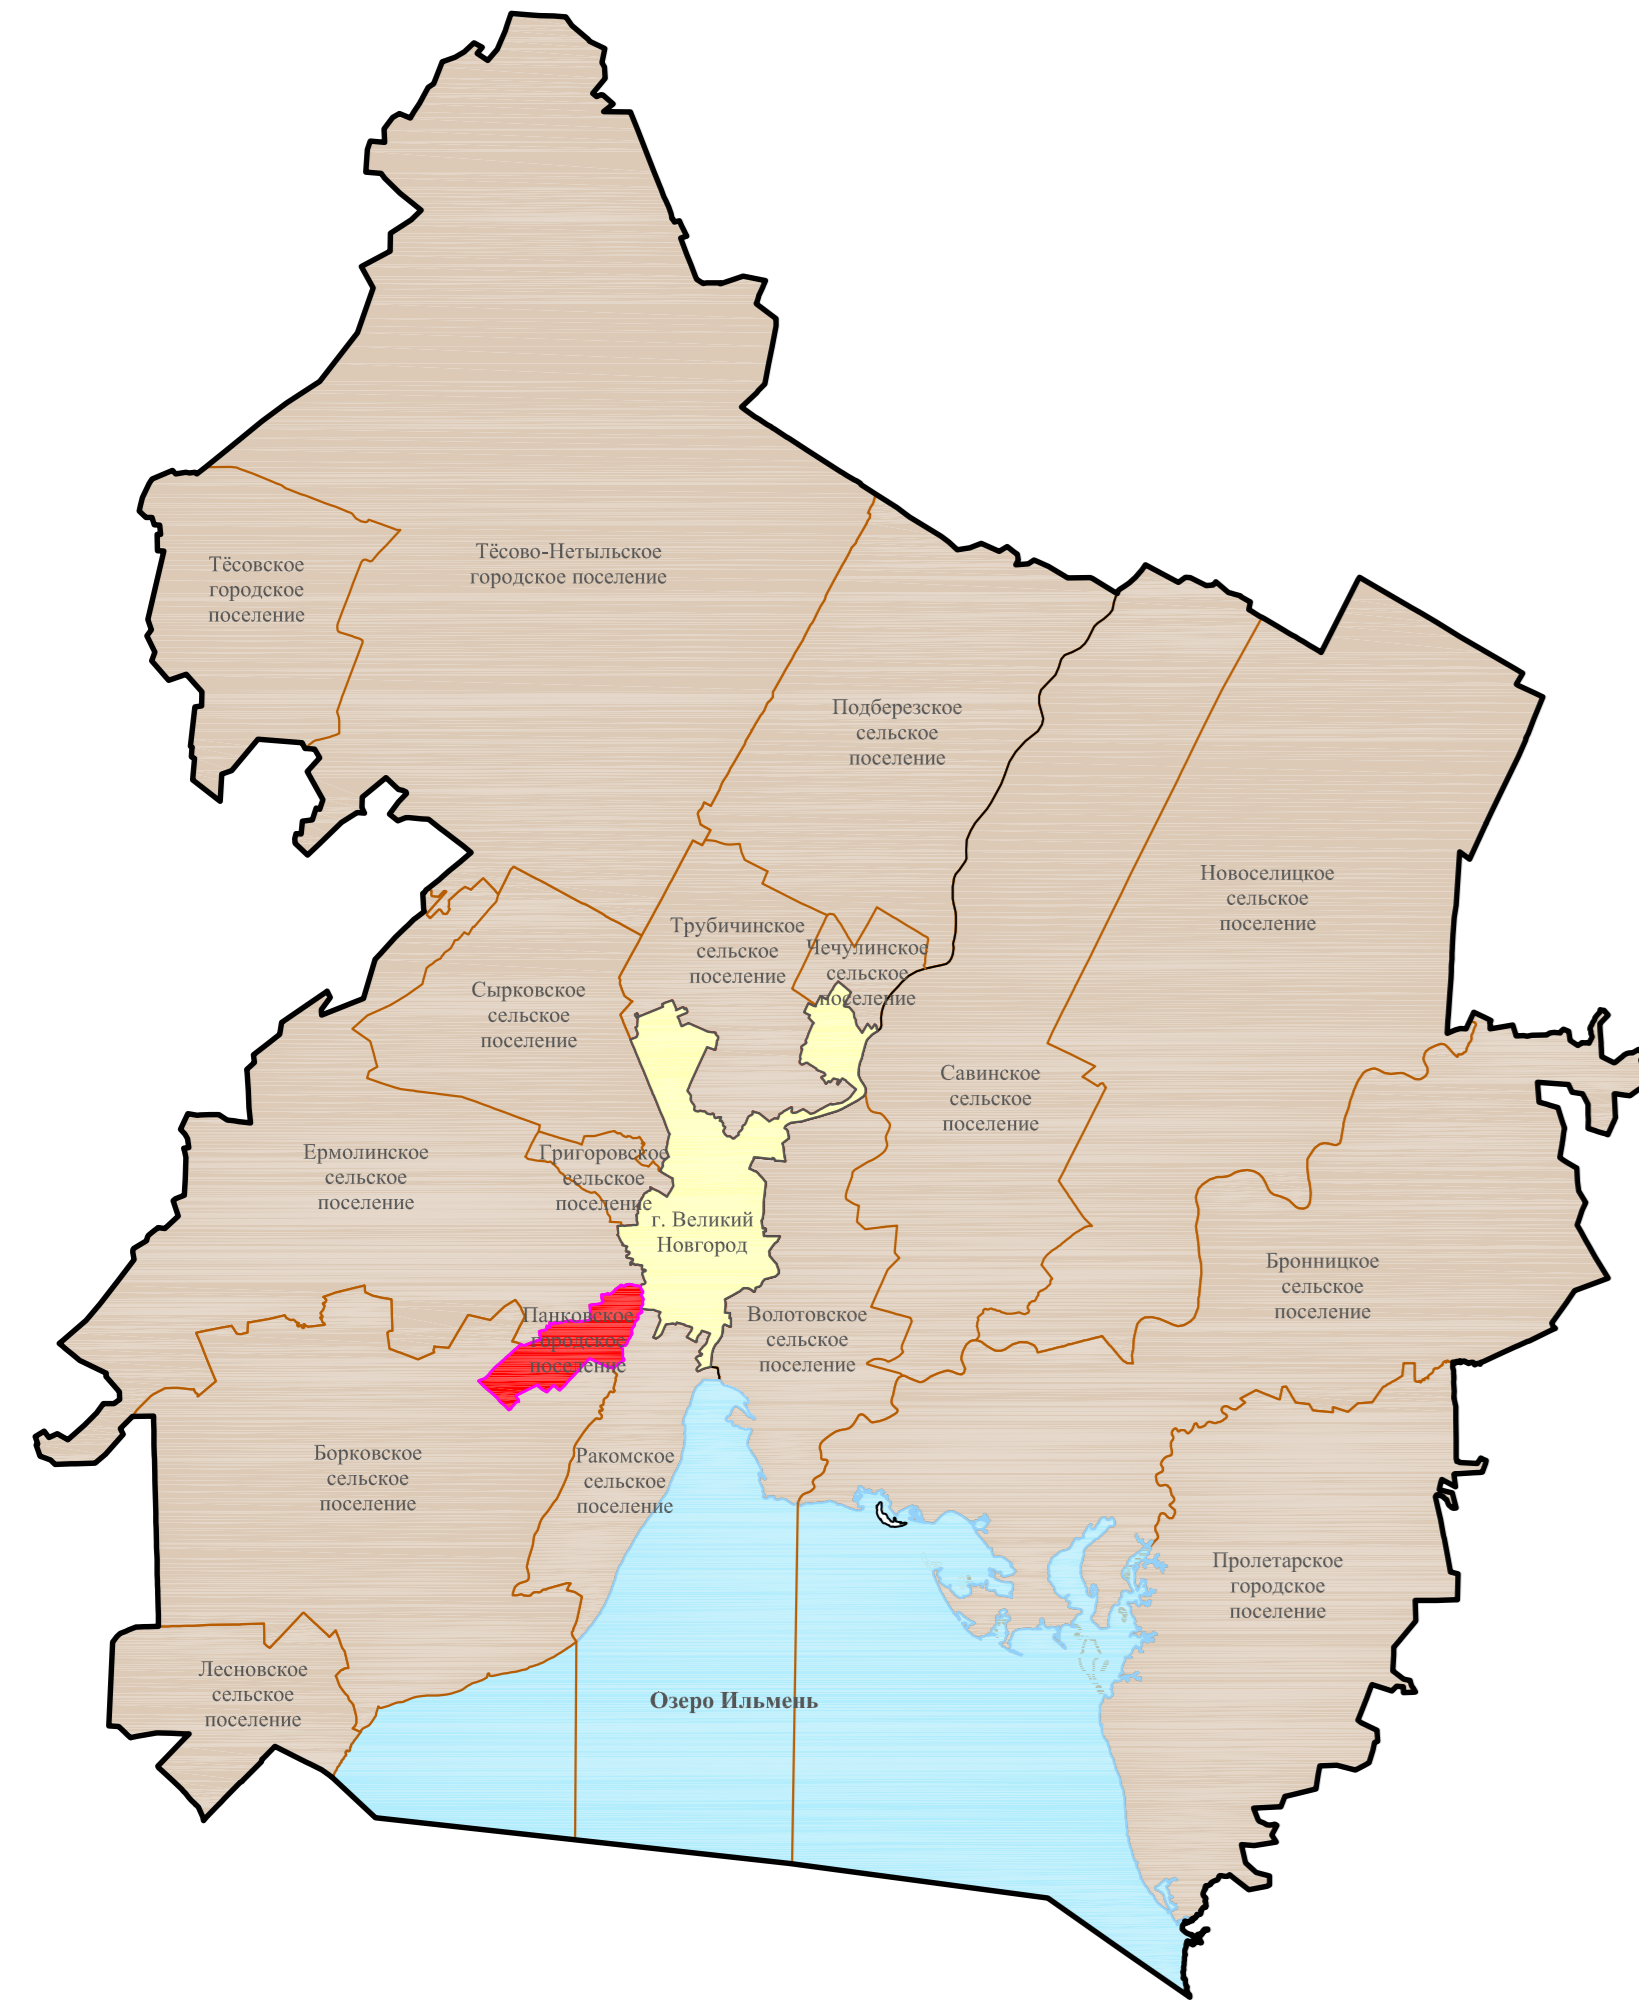 Тёсово-Нетыльское
городское поселение
Тёсовское
городское
поселение
Подберезское
сельское
поселение
Новоселицкое
сельское
поселение
Трубичинское
сельское
поселение
Чечулинское
сельское
поселение
Сырковское
сельское
поселение
Савинское
сельское
поселение
Ермолинское
сельское
поселение
Григоровское
сельское
поселение
г. Великий
Новгород
Бронницкое
сельское
поселение
Панковское
городское
поселение
Волотовское
сельское
поселение
Борковское
сельское
поселение
Ракомское
сельское
поселение
Пролетарское
городское
поселение
Лесновское
сельское
поселение
Озеро Ильмень